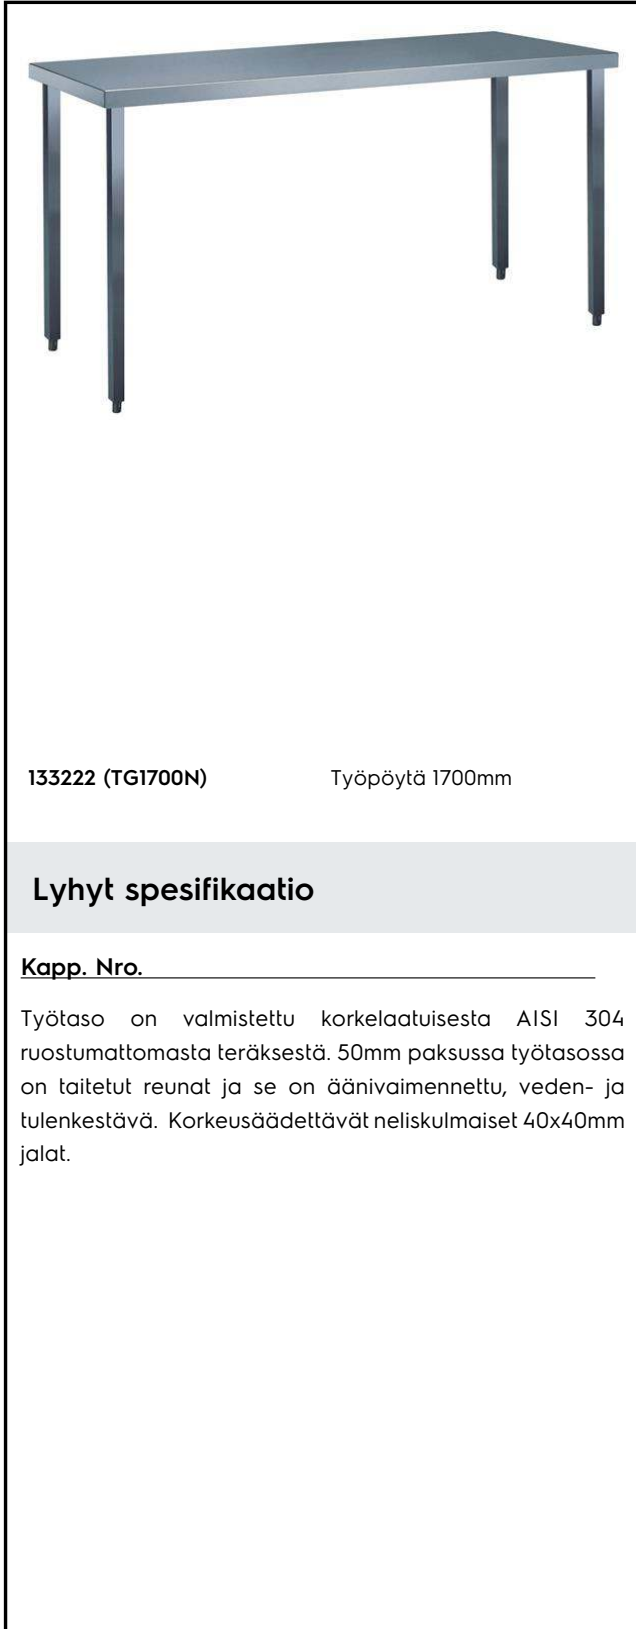 133222 (TG1700N) Työpöytä 1700mm
Lyhyt spesifikaatio
Kapp. Nro.
Työtaso on valmistettu korkelaatuisesta AISI 304
ruostumattomasta teräksestä. 50mm paksussa työtasossa
on taitetut reunat ja se on äänivaimennettu, veden- ja
tulenkestävä. Korkeusäädettävät neliskulmaiset 40x40mm
jalat.